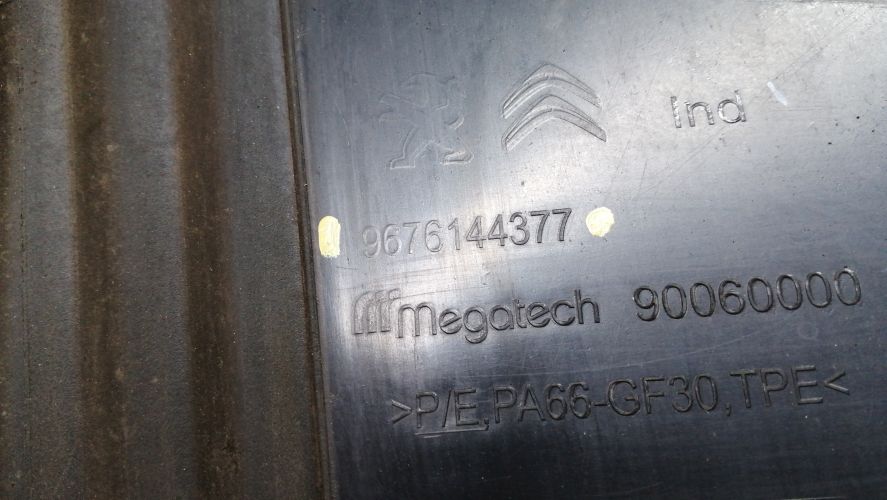 Ind
9676144377
megatech 90060000
>P/E,PA66-GF30,TPE<